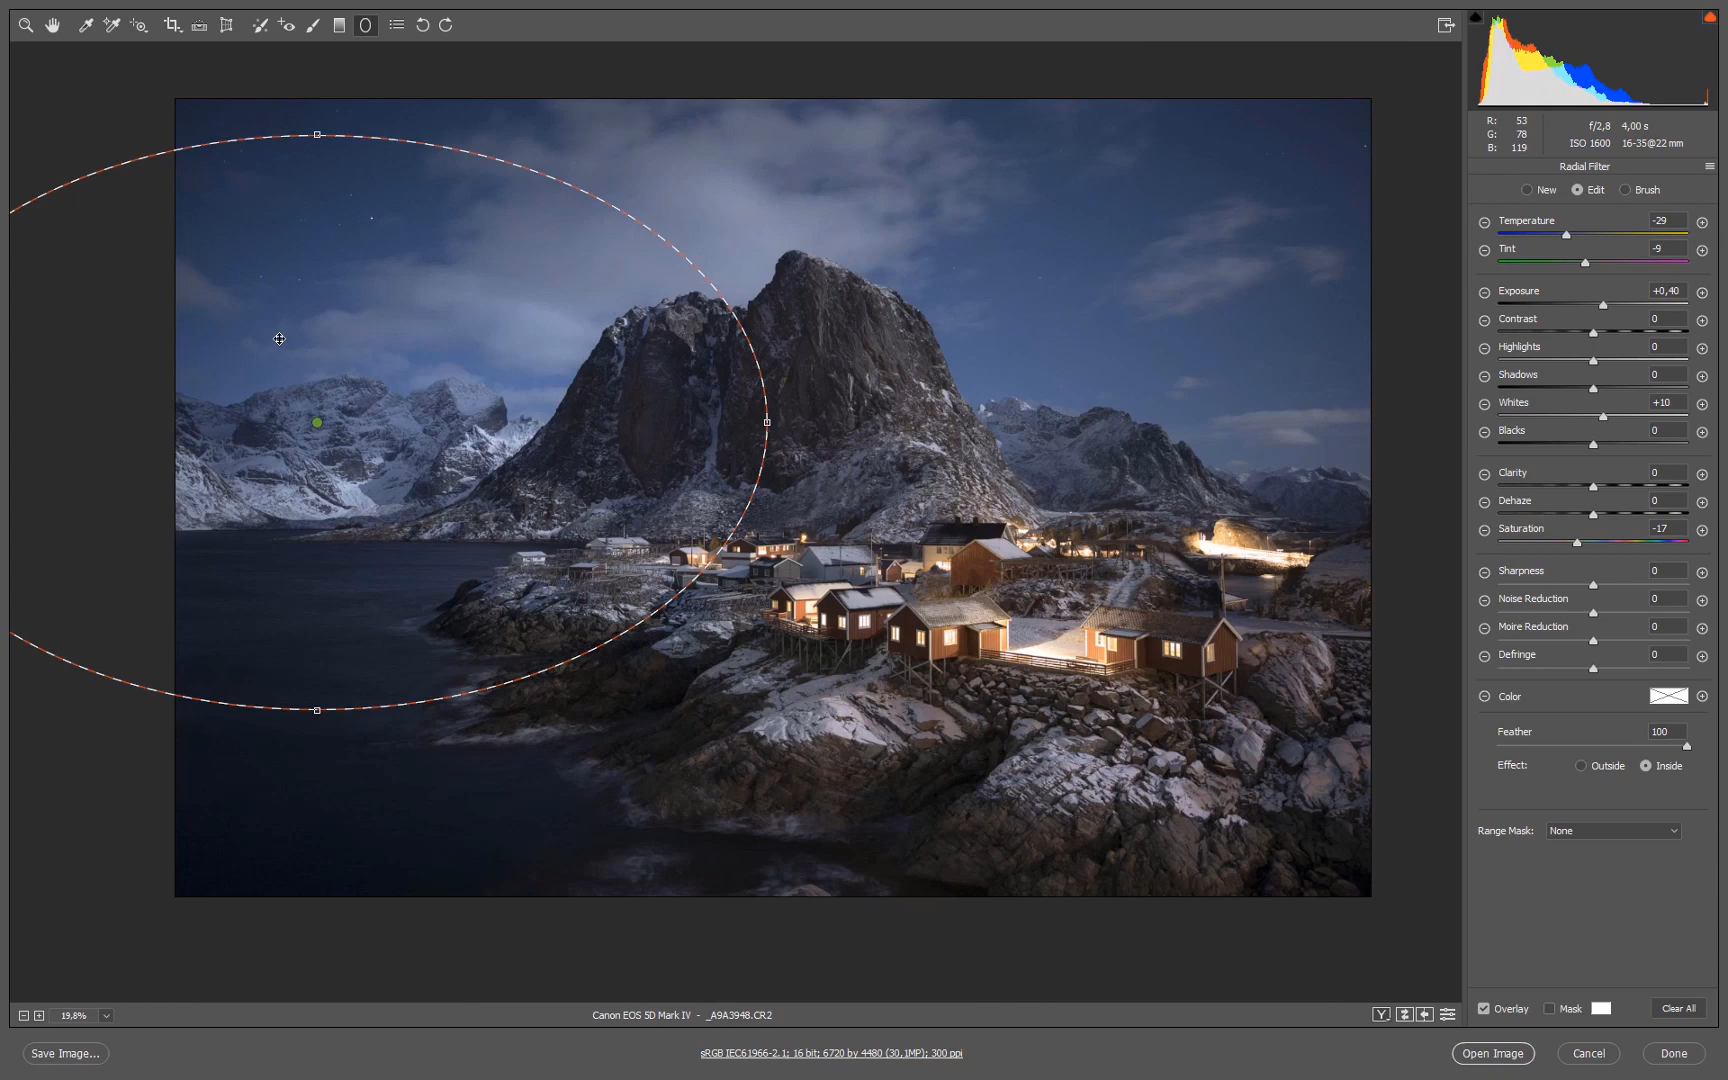 R: 53
G: 78
B: 119
f/2,8 4,00 s
ISO 1600 16-35@22 mm
Radial Filter
New Edit Brush
Temperature -29
Tint -9
Exposure +0,40
Contrast 0
Highlights 0
Shadows 0
Whites +10
Blacks 0
Clarity 0
Dehaze 0
Saturation -17
Sharpness 0
Noise Reduction 0
Moire Reduction 0
Defringe 0
Color
Feather 100
Effect: Outside Inside
Range Mask: None
Overlay Mask Clear All
19,8% Canon EOS 5D Mark IV - _A9A3948.CR2 Y
Save Image... sRGB IEC61966-2.1; 16 bit; 6720 by 4480 (30,1MP); 300 ppi Open Image Cancel Done